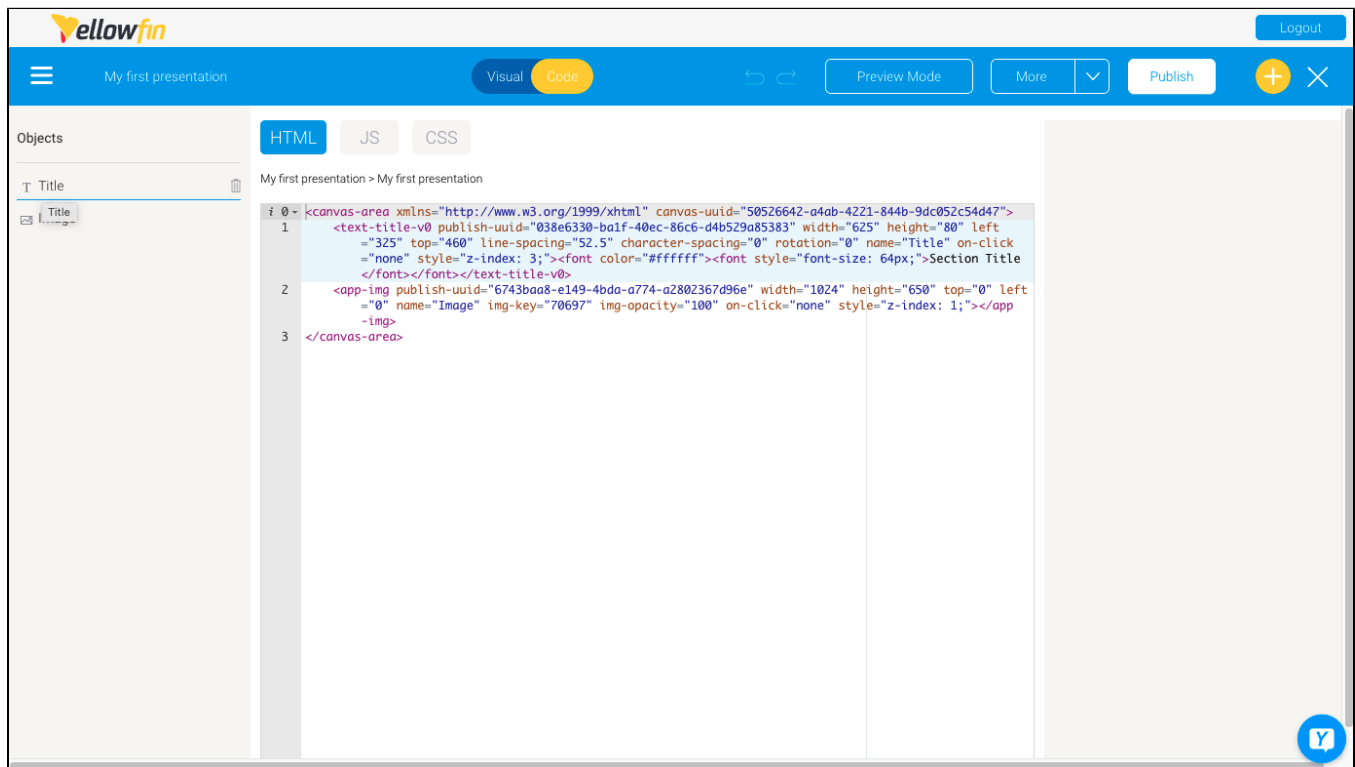 Yellowfin
Logout
My first presentation
Visual
Code
Preview Mode
More
Publish
Objects
Title
Title
HTML
JS
CSS
My first presentation > My first presentation
i 0 <canvas-area xmlns="http://www.w3.org/1999/xhtml" canvas-uuid="50526642-a4ab-4221-844b-9dc052c54d47">
1 <text-title-v0 publish-uuid="038e6330-ba1f-40ec-86c6-d4b529a85383" width="625" height="80" left
="325" top="460" line-spacing="52.5" character-spacing="0" rotation="0" name="Title" on-click
="none" style="z-index: 3;"><font color="#ffffff"><font style="font-size: 64px;">Section Title
</font></font></text-title-v0>
2 <app-img publish-uuid="6743baa8-e149-4bda-a774-a2802367d96e" width="1024" height="650" top="0" left
="0" name="Image" img-key="70697" img-opacity="100" on-click="none" style="z-index: 1;"></app
-img>
3 </canvas-area>